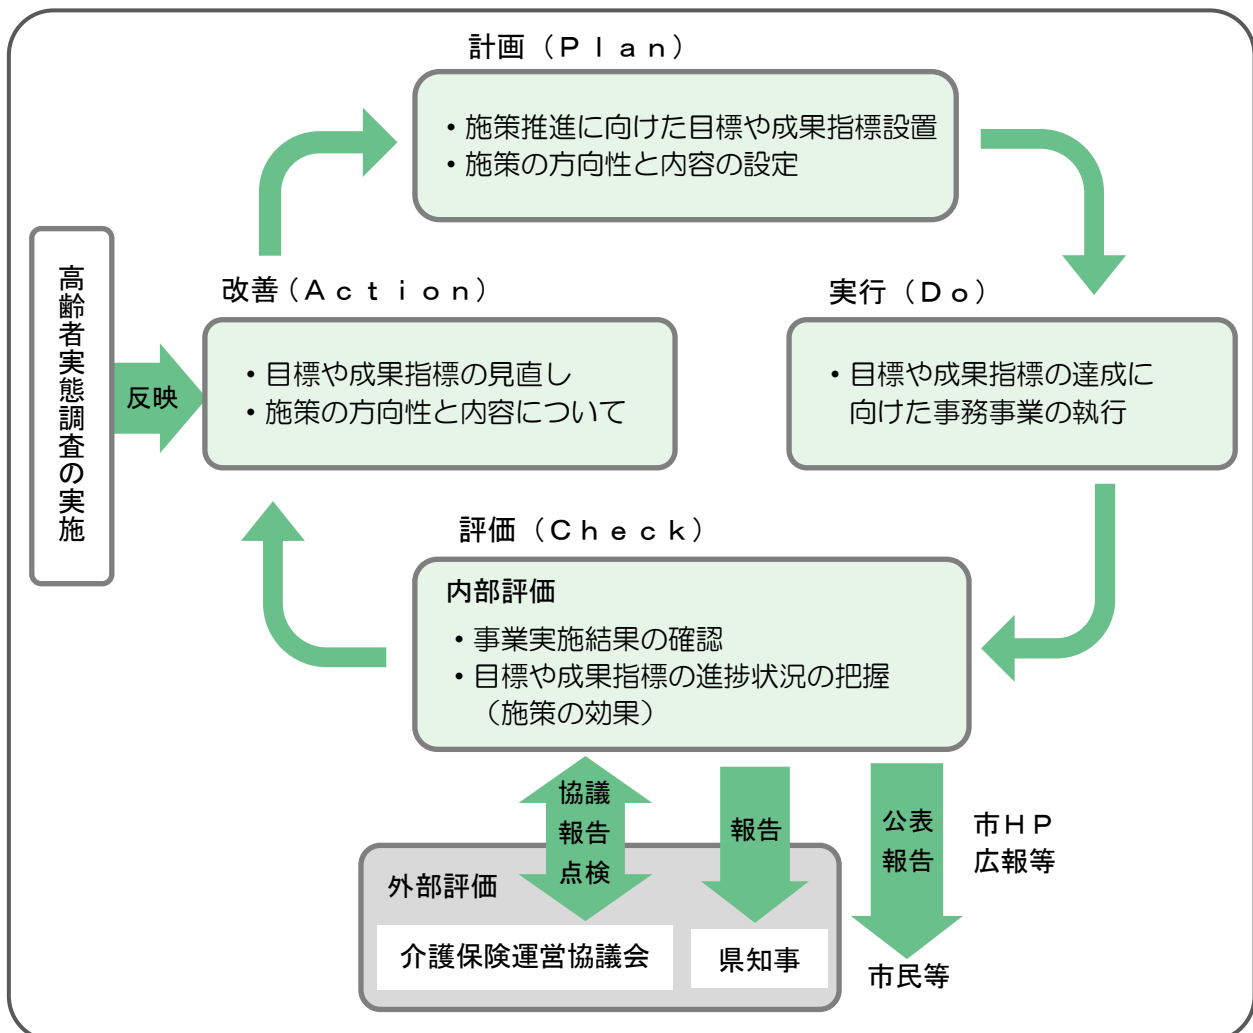 計画（Ｐｌａｎ）
・施策推進に向けた目標や成果指標設置
・施策の方向性と内容の設定
高齢者実態調査の実施
反映
改善（Ａｃｔｉｏｎ）
・目標や成果指標の見直し
・施策の方向性と内容について
実行（Ｄｏ）
・目標や成果指標の達成に
向けた事務事業の執行
評価（Ｃｈｅｃｋ）
内部評価
・事業実施結果の確認
・目標や成果指標の進捗状況の把握
（施策の効果）
協議
報告
点検
報告
公表
報告
市ＨＰ
広報等
外部評価
介護保険運営協議会
県知事
市民等